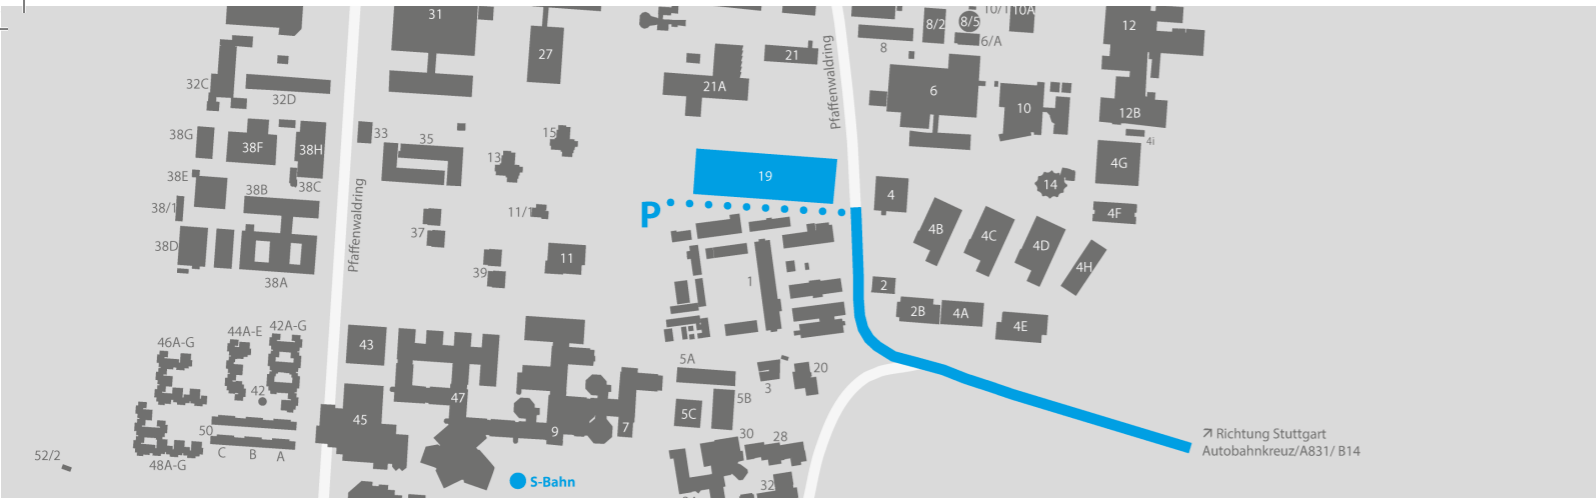 31
27
21
21A
8
8/2
8/5
10/1
10A
6/A
6
10
12
12B
4i
4G
14
4F
32C
32D
38G
38F
38H
38E
38C
38B
38/1
38D
38A
33
35
15
13
11/1
37
39
11
Pfaffenwaldring
Pfaffenwaldring
19
P
1
4
4B
4C
4D
4H
2
2B
4A
4E
46A-G
44A-E
42A-G
42
50
C
B
A
48A-G
52/2
43
45
47
9
7
5A
5B
5C
3
20
30
28
32
S-Bahn
↗ Richtung Stuttgart
Autobahnkreuz/A831/ B14